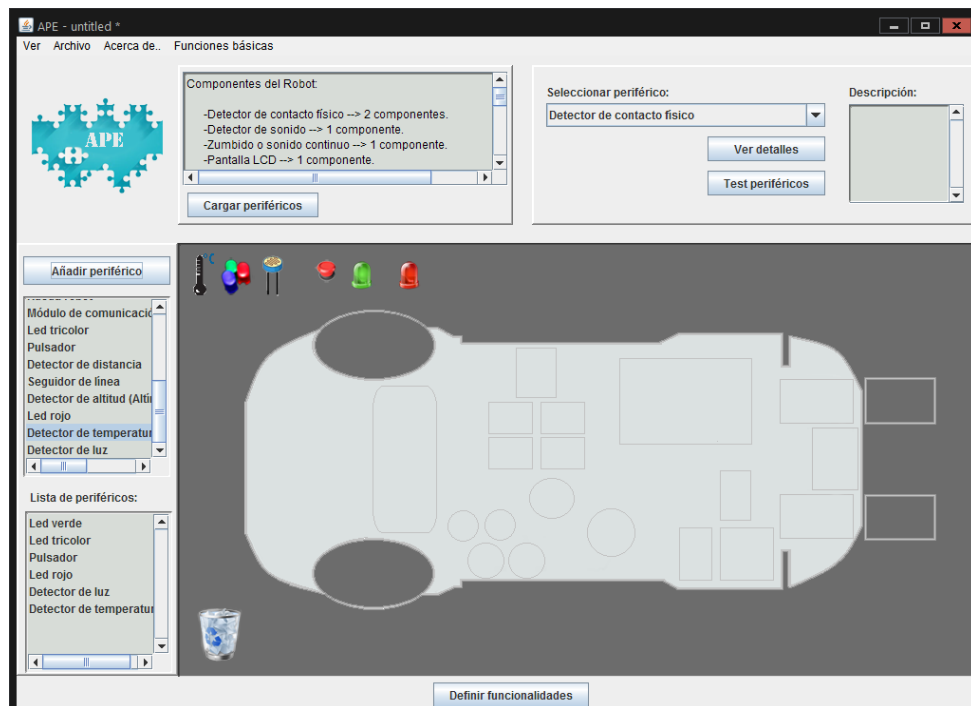 APE - untitled *
Ver Archivo Acerca de.. Funciones básicas
APE
Componentes del Robot:
-Detector de contacto físico --> 2 componentes.
-Detector de sonido --> 1 componente.
-Zumbido o sonido continuo --> 1 componente.
-Pantalla LCD --> 1 componente.
Cargar periféricos
Seleccionar periférico:
Detector de contacto físico
Ver detalles
Test periféricos
Descripción:
Añadir periférico
Módulo de comunicació
Led tricolor
Pulsador
Detector de distancia
Seguidor de línea
Detector de altitud (Altí
Led rojo
Detector de temperatur
Detector de luz
Lista de periféricos:
Led verde
Led tricolor
Pulsador
Led rojo
Detector de luz
Detector de temperatur
°C
Definir funcionalidades